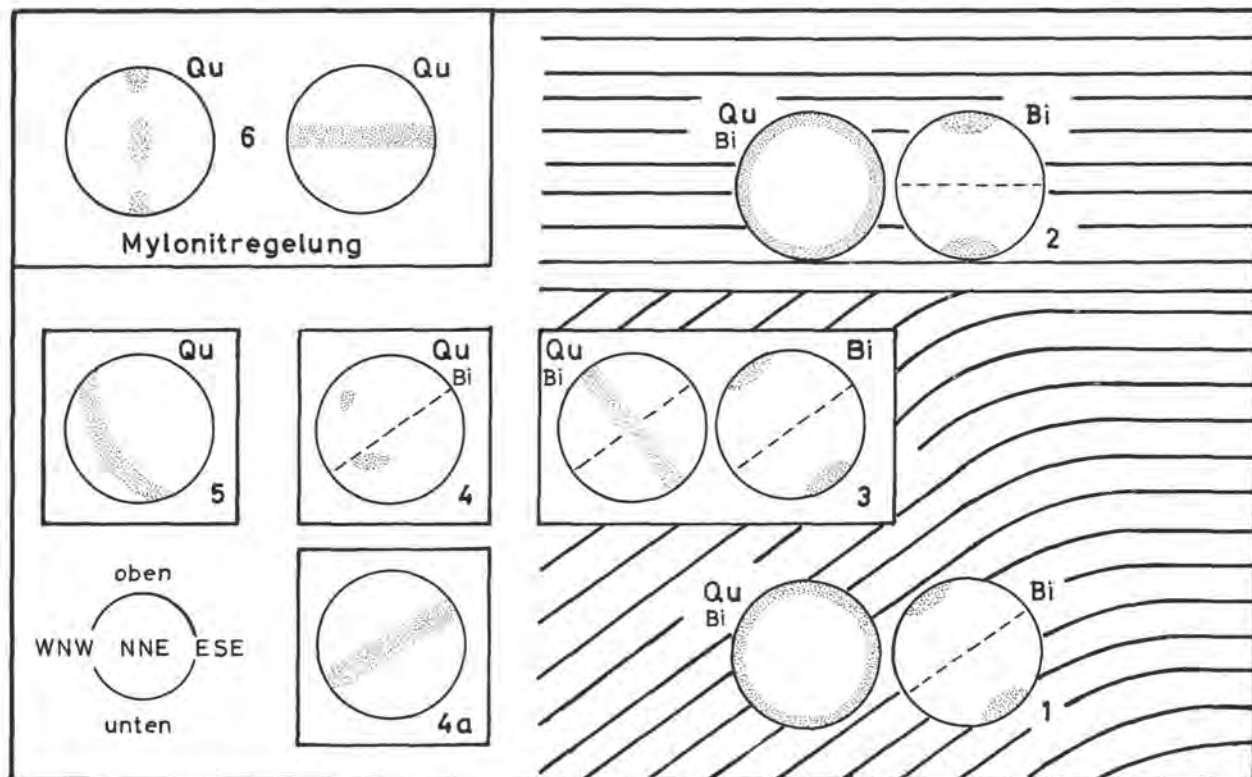 Qu
Qu
6
Mylonitregelung
Qu
Bi
Bi
2
Qu
5
Qu
Bi
4
Qu
Bi
Bi
3
oben
WNW NNE ESE
unten
4a
Qu
Bi
Bi
1